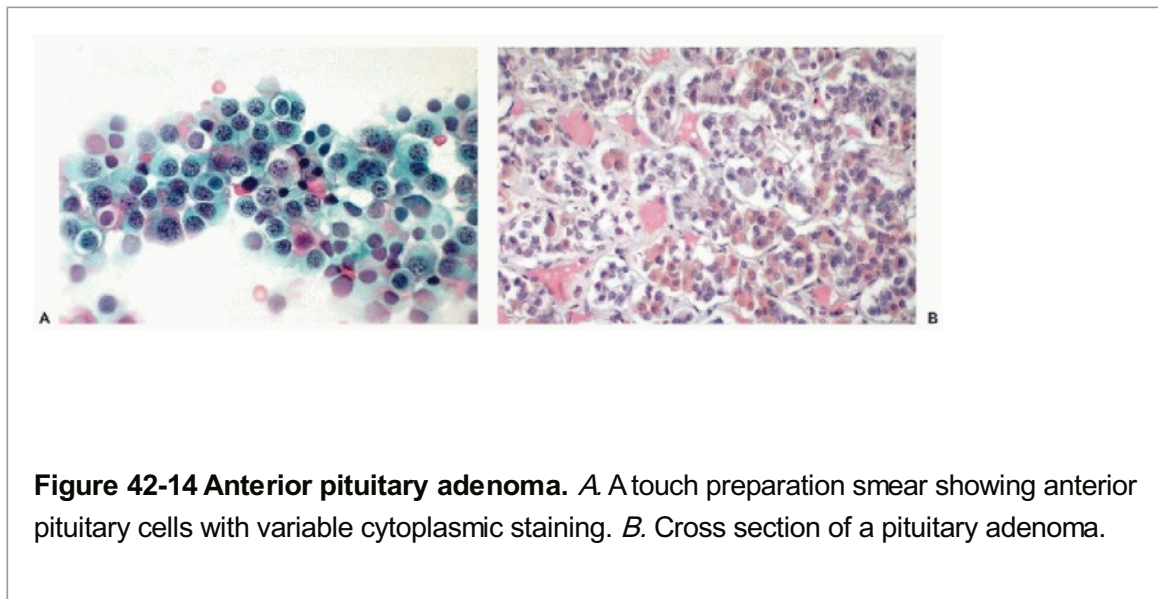 A
B
Figure 42-14 Anterior pituitary adenoma. A. A touch preparation smear showing anterior
pituitary cells with variable cytoplasmic staining. B. Cross section of a pituitary adenoma.